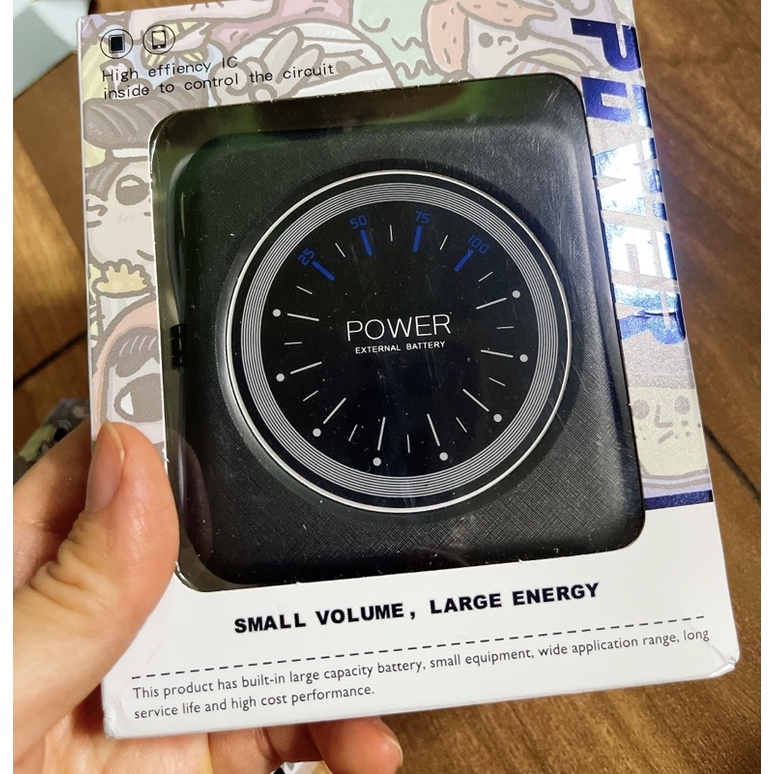 High effiency IC
inside to control the circuit
POWER
25
50
75
100
POWER
EXTERNAL BATTERY
SMALL VOLUME, LARGE ENERGY
This product has built-in large capacity battery, small equipment, wide application range, long
service life and high cost performance.